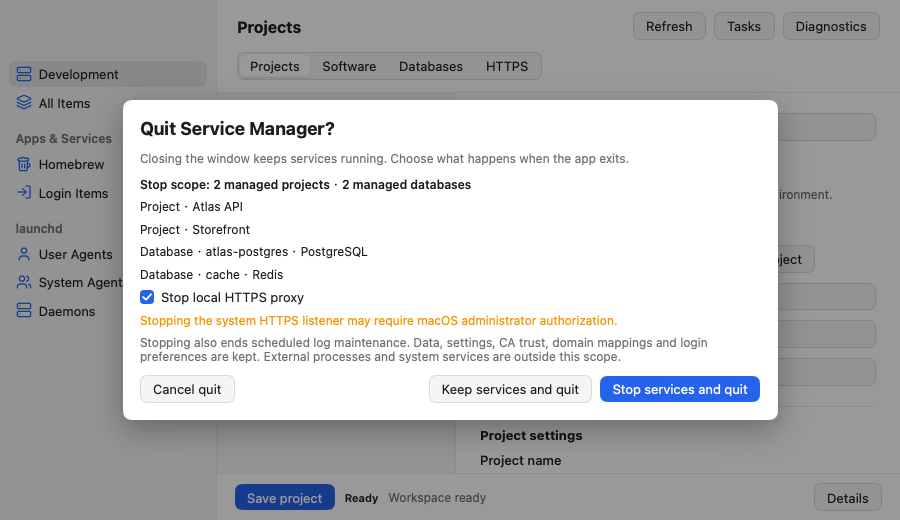 Projects
Refresh
Tasks
Diagnostics
Projects
Software
Databases
HTTPS
Development
All Items
Apps & Services
Homebrew
Login Items
launchd
User Agents
System Agent
Daemons
Quit Service Manager?
Closing the window keeps services running. Choose what happens when the app exits.
Stop scope: 2 managed projects · 2 managed databases
Project · Atlas API
Project · Storefront
Database · atlas-postgres · PostgreSQL
Database · cache · Redis
Stop local HTTPS proxy
Stopping the system HTTPS listener may require macOS administrator authorization.
Stopping also ends scheduled log maintenance. Data, settings, CA trust, domain mappings and login
preferences are kept. External processes and system services are outside this scope.
Cancel quit
Keep services and quit
Stop services and quit
ironment.
ject
Project settings
Project name
Save project
Ready
Workspace ready
Details